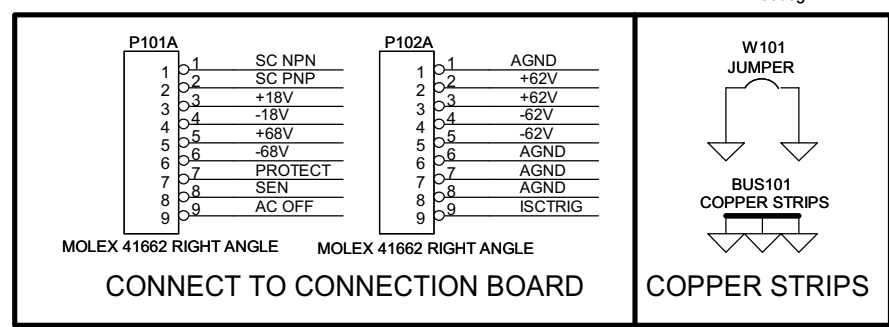 P101A
1 1 SC NPN
2 2 SC PNP
3 3 +18V
4 4 -18V
5 5 +68V
6 6 -68V
7 7 PROTECT
8 8 SEN
9 9 AC OFF
MOLEX 41662 RIGHT ANGLE
P102A
1 1 AGND
2 2 +62V
3 3 +62V
4 4 -62V
5 5 -62V
6 6 AGND
7 7 AGND
8 8 AGND
9 9 ISCTRIG
MOLEX 41662 RIGHT ANGLE
CONNECT TO CONNECTION BOARD
W101
JUMPER
BUS101
COPPER STRIPS
COPPER STRIPS